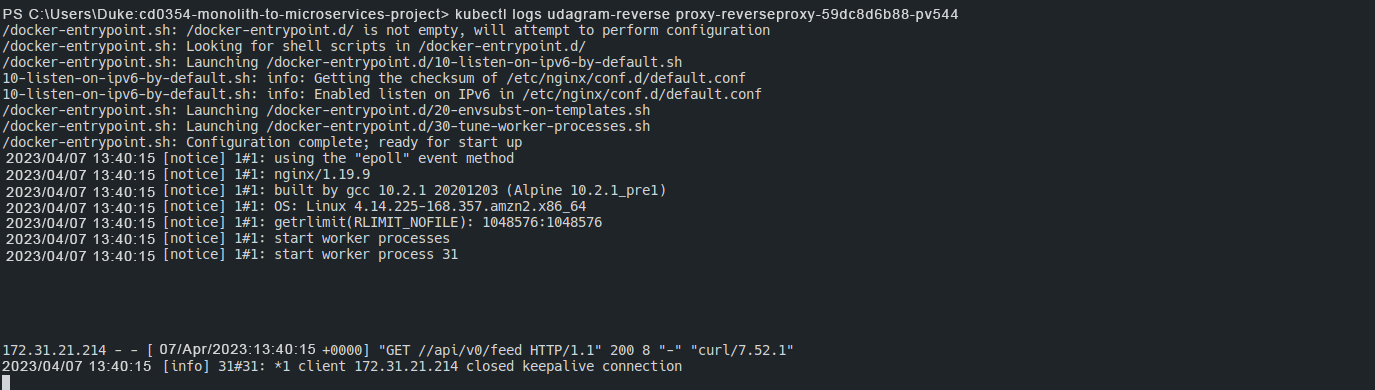 PS C:\Users\Duke:cd0354-monolith-to-microservices-project> kubectl logs udagram-reverse proxy-reverseproxy-59dc8d6b88-pv544
/docker-entrypoint.sh: /docker-entrypoint.d/ is not empty, will attempt to perform configuration
/docker-entrypoint.sh: Looking for shell scripts in /docker-entrypoint.d/
/docker-entrypoint.sh: Launching /docker-entrypoint.d/10-listen-on-ipv6-by-default.sh
10-listen-on-ipv6-by-default.sh: info: Getting the checksum of /etc/nginx/conf.d/default.conf
10-listen-on-ipv6-by-default.sh: info: Enabled listen on IPv6 in /etc/nginx/conf.d/default.conf
/docker-entrypoint.sh: Launching /docker-entrypoint.d/20-envsubst-on-templates.sh
/docker-entrypoint.sh: Launching /docker-entrypoint.d/30-tune-worker-processes.sh
/docker-entrypoint.sh: Configuration complete; ready for start up
2023/04/07 13:40:15 [notice] 1#1: using the "epoll" event method
2023/04/07 13:40:15 [notice] 1#1: nginx/1.19.9
2023/04/07 13:40:15 [notice] 1#1: built by gcc 10.2.1 20201203 (Alpine 10.2.1_pre1)
2023/04/07 13:40:15 [notice] 1#1: OS: Linux 4.14.225-168.357.amzn2.x86_64
2023/04/07 13:40:15 [notice] 1#1: getrlimit(RLIMIT_NOFILE): 1048576:1048576
2023/04/07 13:40:15 [notice] 1#1: start worker processes
2023/04/07 13:40:15 [notice] 1#1: start worker process 31
172.31.21.214 - - [ 07/Apr/2023:13:40:15 +0000] "GET //api/v0/feed HTTP/1.1" 200 8 "-" "curl/7.52.1"
2023/04/07 13:40:15 [info] 31#31: *1 client 172.31.21.214 closed keepalive connection